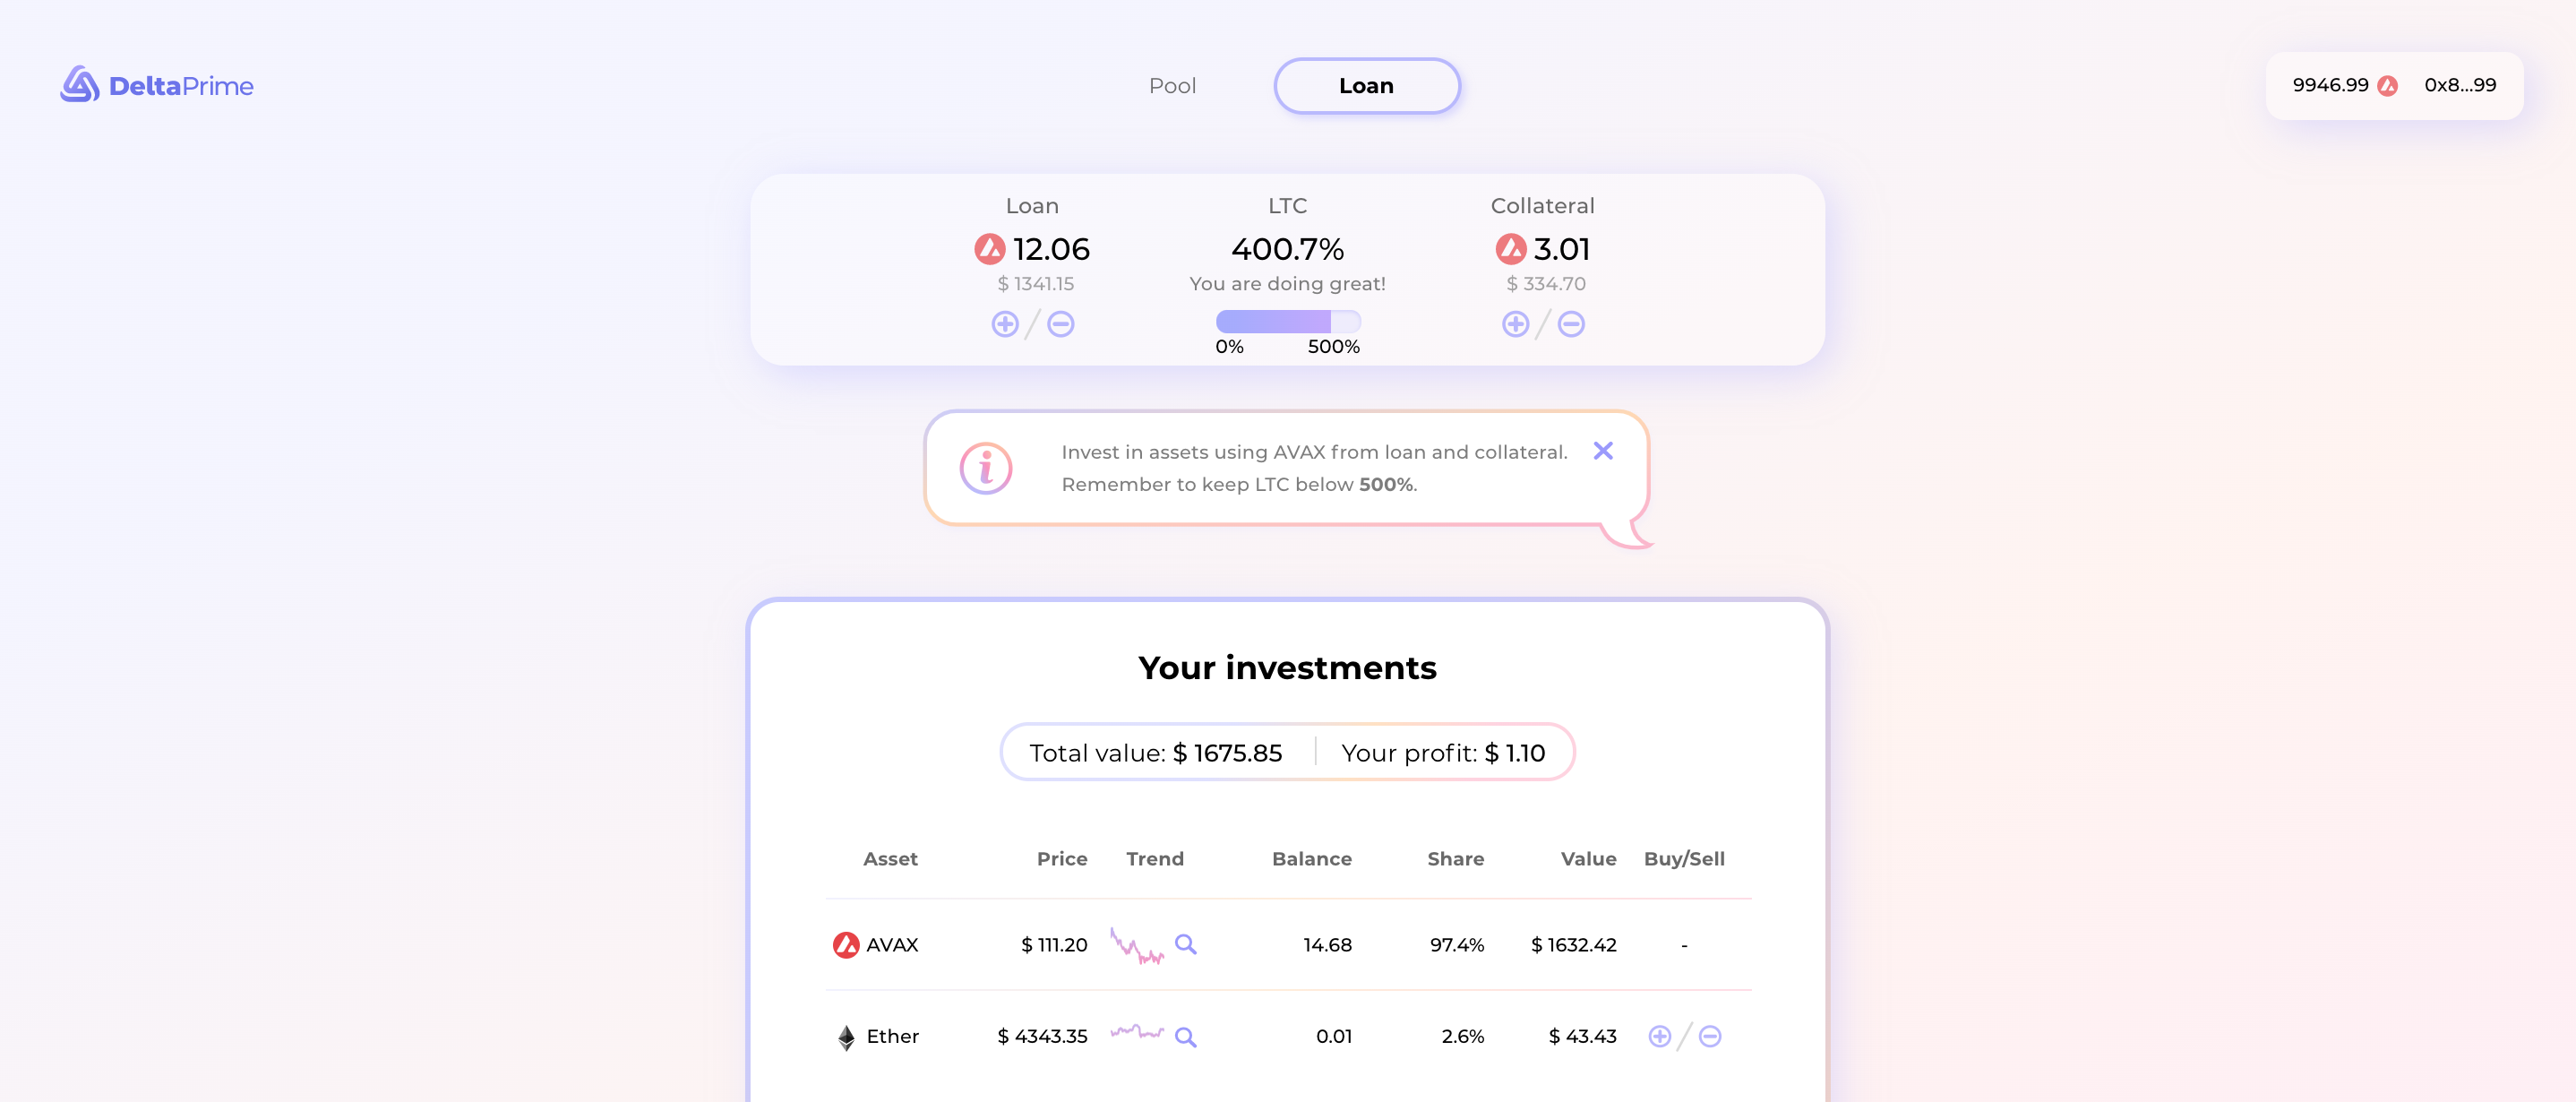 DeltaPrime
Pool
Loan
9946.99 0x8...99
Loan LTC Collateral
12.06 400.7% 3.01
$ 1341.15 You are doing great! $ 334.70
0% 500%
Invest in assets using AVAX from loan and collateral.
Remember to keep LTC below 500%.
Your investments
Total value: $ 1675.85 Your profit: $ 1.10
Asset Price Trend Balance Share Value Buy/Sell
AVAX $ 111.20 14.68 97.4% $ 1632.42 -
Ether $ 4343.35 0.01 2.6% $ 43.43